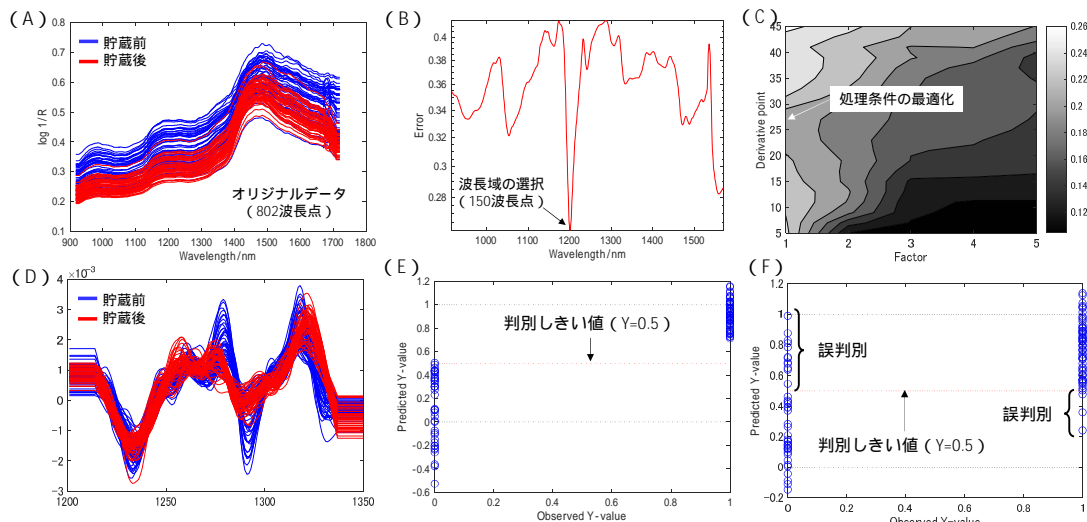 (A)
0.8
0.7
0.6
0.5
0.4
0.3
0.2
0.1
log 1/R
貯蔵前
貯蔵後
オリジナルデータ
(802波長点)
900 1000 1100 1200 1300 1400 1500 1600 1700 1800
Wavelength/nm
(B)
0.4
0.36
0.32
0.28
Error
波長域の選択
(150波長点)
1000 1100 1200 1300 1400 1500
Wavelength/nm
(C)
45
40
35
30
25
20
15
10
5
Derivative point
処理条件の最適化
1 2 3 4 5
Factor
0.26
0.24
0.22
0.2
0.18
0.16
0.14
0.12
(D)
×10⁻³
4
3
2
1
0
−1
−2
−3
貯蔵前
貯蔵後
1200 1250 1300 1350
(E)
1.2
1.0
0.8
0.6
0.4
0.2
0
-0.2
-0.4
-0.6
Predicted Y-value
判別しきい値(Y=0.5)
0 0.2 0.4 0.6 0.8 1
Observed Y-value
(F)
1.2
1.0
0.8
0.6
0.4
0.2
0
-0.2
Predicted Y-value
誤判別
誤判別
判別しきい値(Y=0.5)
0 0.2 0.4 0.6 0.8 1
Observed Y-value